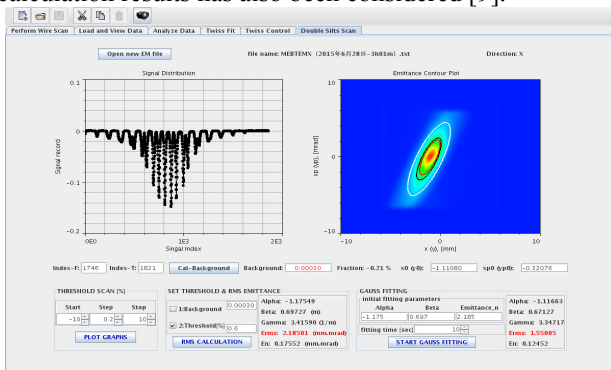 calculation results has also been considered [9].
Perform Wire Scan Load and View Data Analyze Data Twiss Fit Twiss Control Double Silts Scan
Open new EM file file name: MEBTEMX (2015年6月28日-3h01m) .txt Direction: X
Signal Distribution Emittance Contour Plot
Signal record
0.1
0
-0.1
-0.2
0E0 1E3 2E3
Singal Index
xp (yp), [mrad]
10
0
-10
-10 0 10
x (y), [mm]
Index-F: 1746 Index-T: 1821 Cal-Background Background: 0.00030 Fraction: -0.21 % x0 (y0): -1.11080 xp0 (yp0): -0.32076
THRESHOLD SCAN [%]
Start Step Stop
-10 0.2 10
PLOT GRAPHS
SET THRESHOLD & RMS EMITTANCE
1:Background 0.00030
2:Threshold[%] 0.6
RMS CALCULATION
Alpha: -1.17549
Beta: 0.69727 (m)
Gamma: 3.41590 (1/m)
Erms: 2.18501 (mm.mrad)
En: 0.17552 (mm.mrad)
GAUSS FITTING
initial fitting parameters
Alpha Beta Emittance_n
-1.175 0.697 2.185
fitting time [sec] 10
START GAUSS FITTING
Alpha: -1.11663
Beta: 0.67127
Gamma: 3.34717
Erms: 1.55005
En: 0.12452